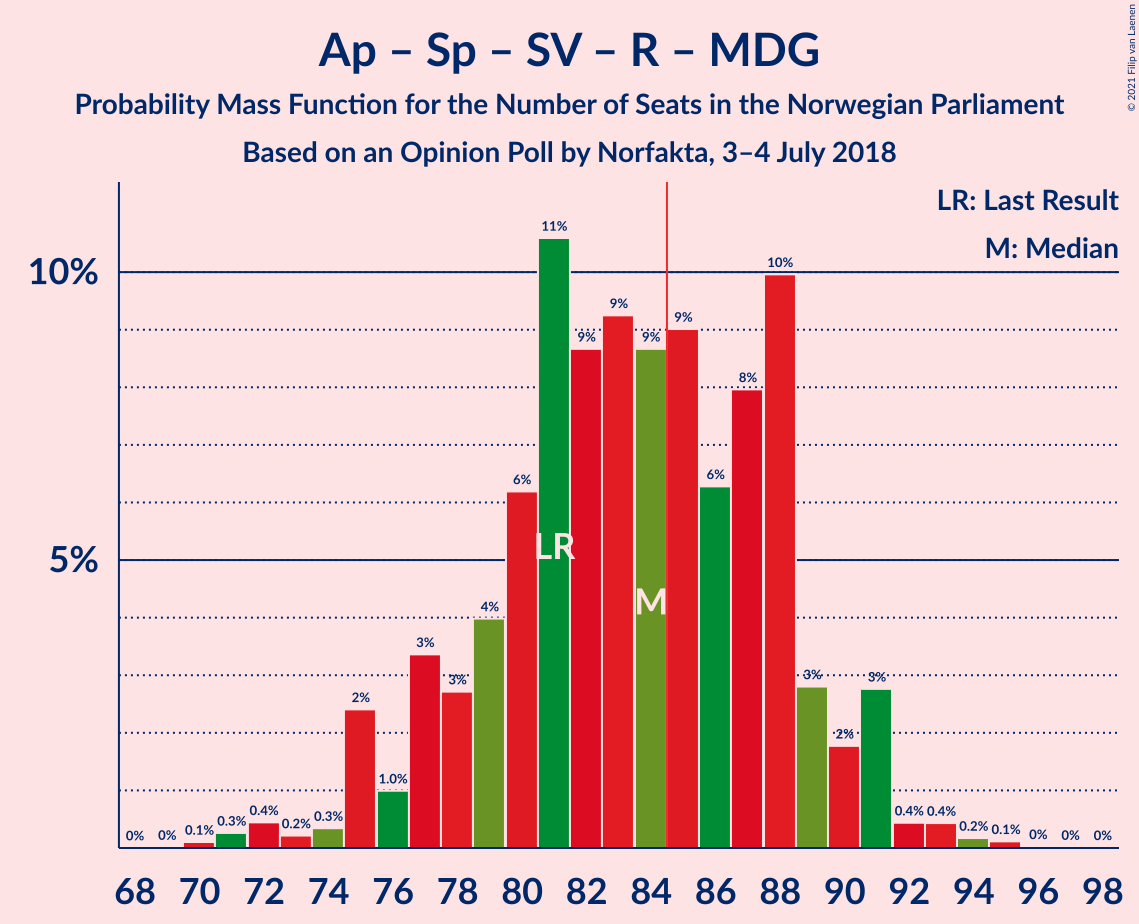 Ap – Sp – SV – R – MDG
Probability Mass Function for the Number of Seats in the Norwegian Parliament
Based on an Opinion Poll by Norfakta, 3–4 July 2018
© 2021 Filip van Laenen
LR: Last Result
M: Median
10%
5%
0% 0% 0.1% 0.3% 0.4% 0.2% 0.3% 2% 1.0% 3% 3% 4% 6% 11% 9% 9% 9% 9% 6% 8% 10% 3% 2% 3% 0.4% 0.4% 0.2% 0.1% 0% 0% 0%
LR
M
68 70 72 74 76 78 80 82 84 86 88 90 92 94 96 98